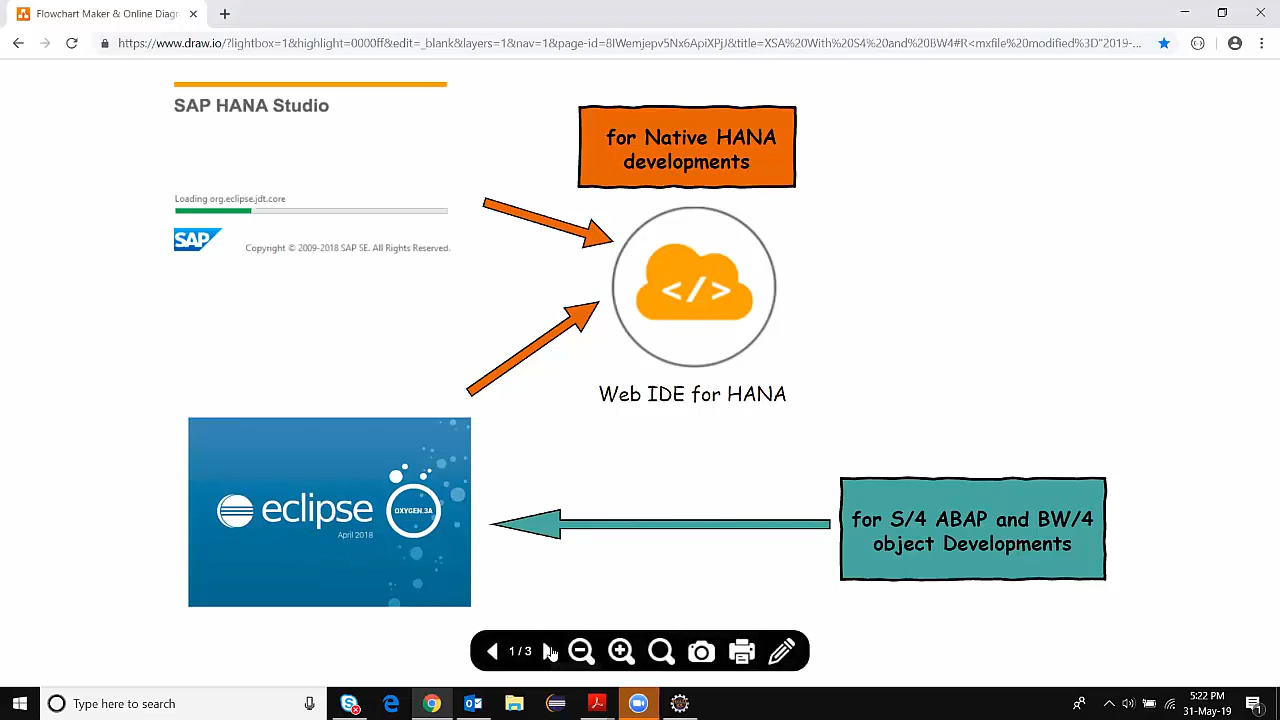 Flowchart Maker & Online Diagr
https://www.draw.io/?lightbox=1&highlight=0000ff&edit=_blank&layers=1&nav=1&page-id=8IWemjepv5Nx6ApiXPjJ&title=XSA%20With%20S4%20and%20BW4#R<mxfile%20modified%3D"2019-...
SAP HANA Studio
Loading org.eclipse.jdt.core
SAP
Copyright © 2009-2018 SAP SE. All Rights Reserved.
for Native HANA
developments
</>
Web IDE for HANA
eclipse
OXYGEN.3A
April 2018
for S/4 ABAP and BW/4
object Developments
1 / 3
Type here to search
5:22 PM
31-May-19